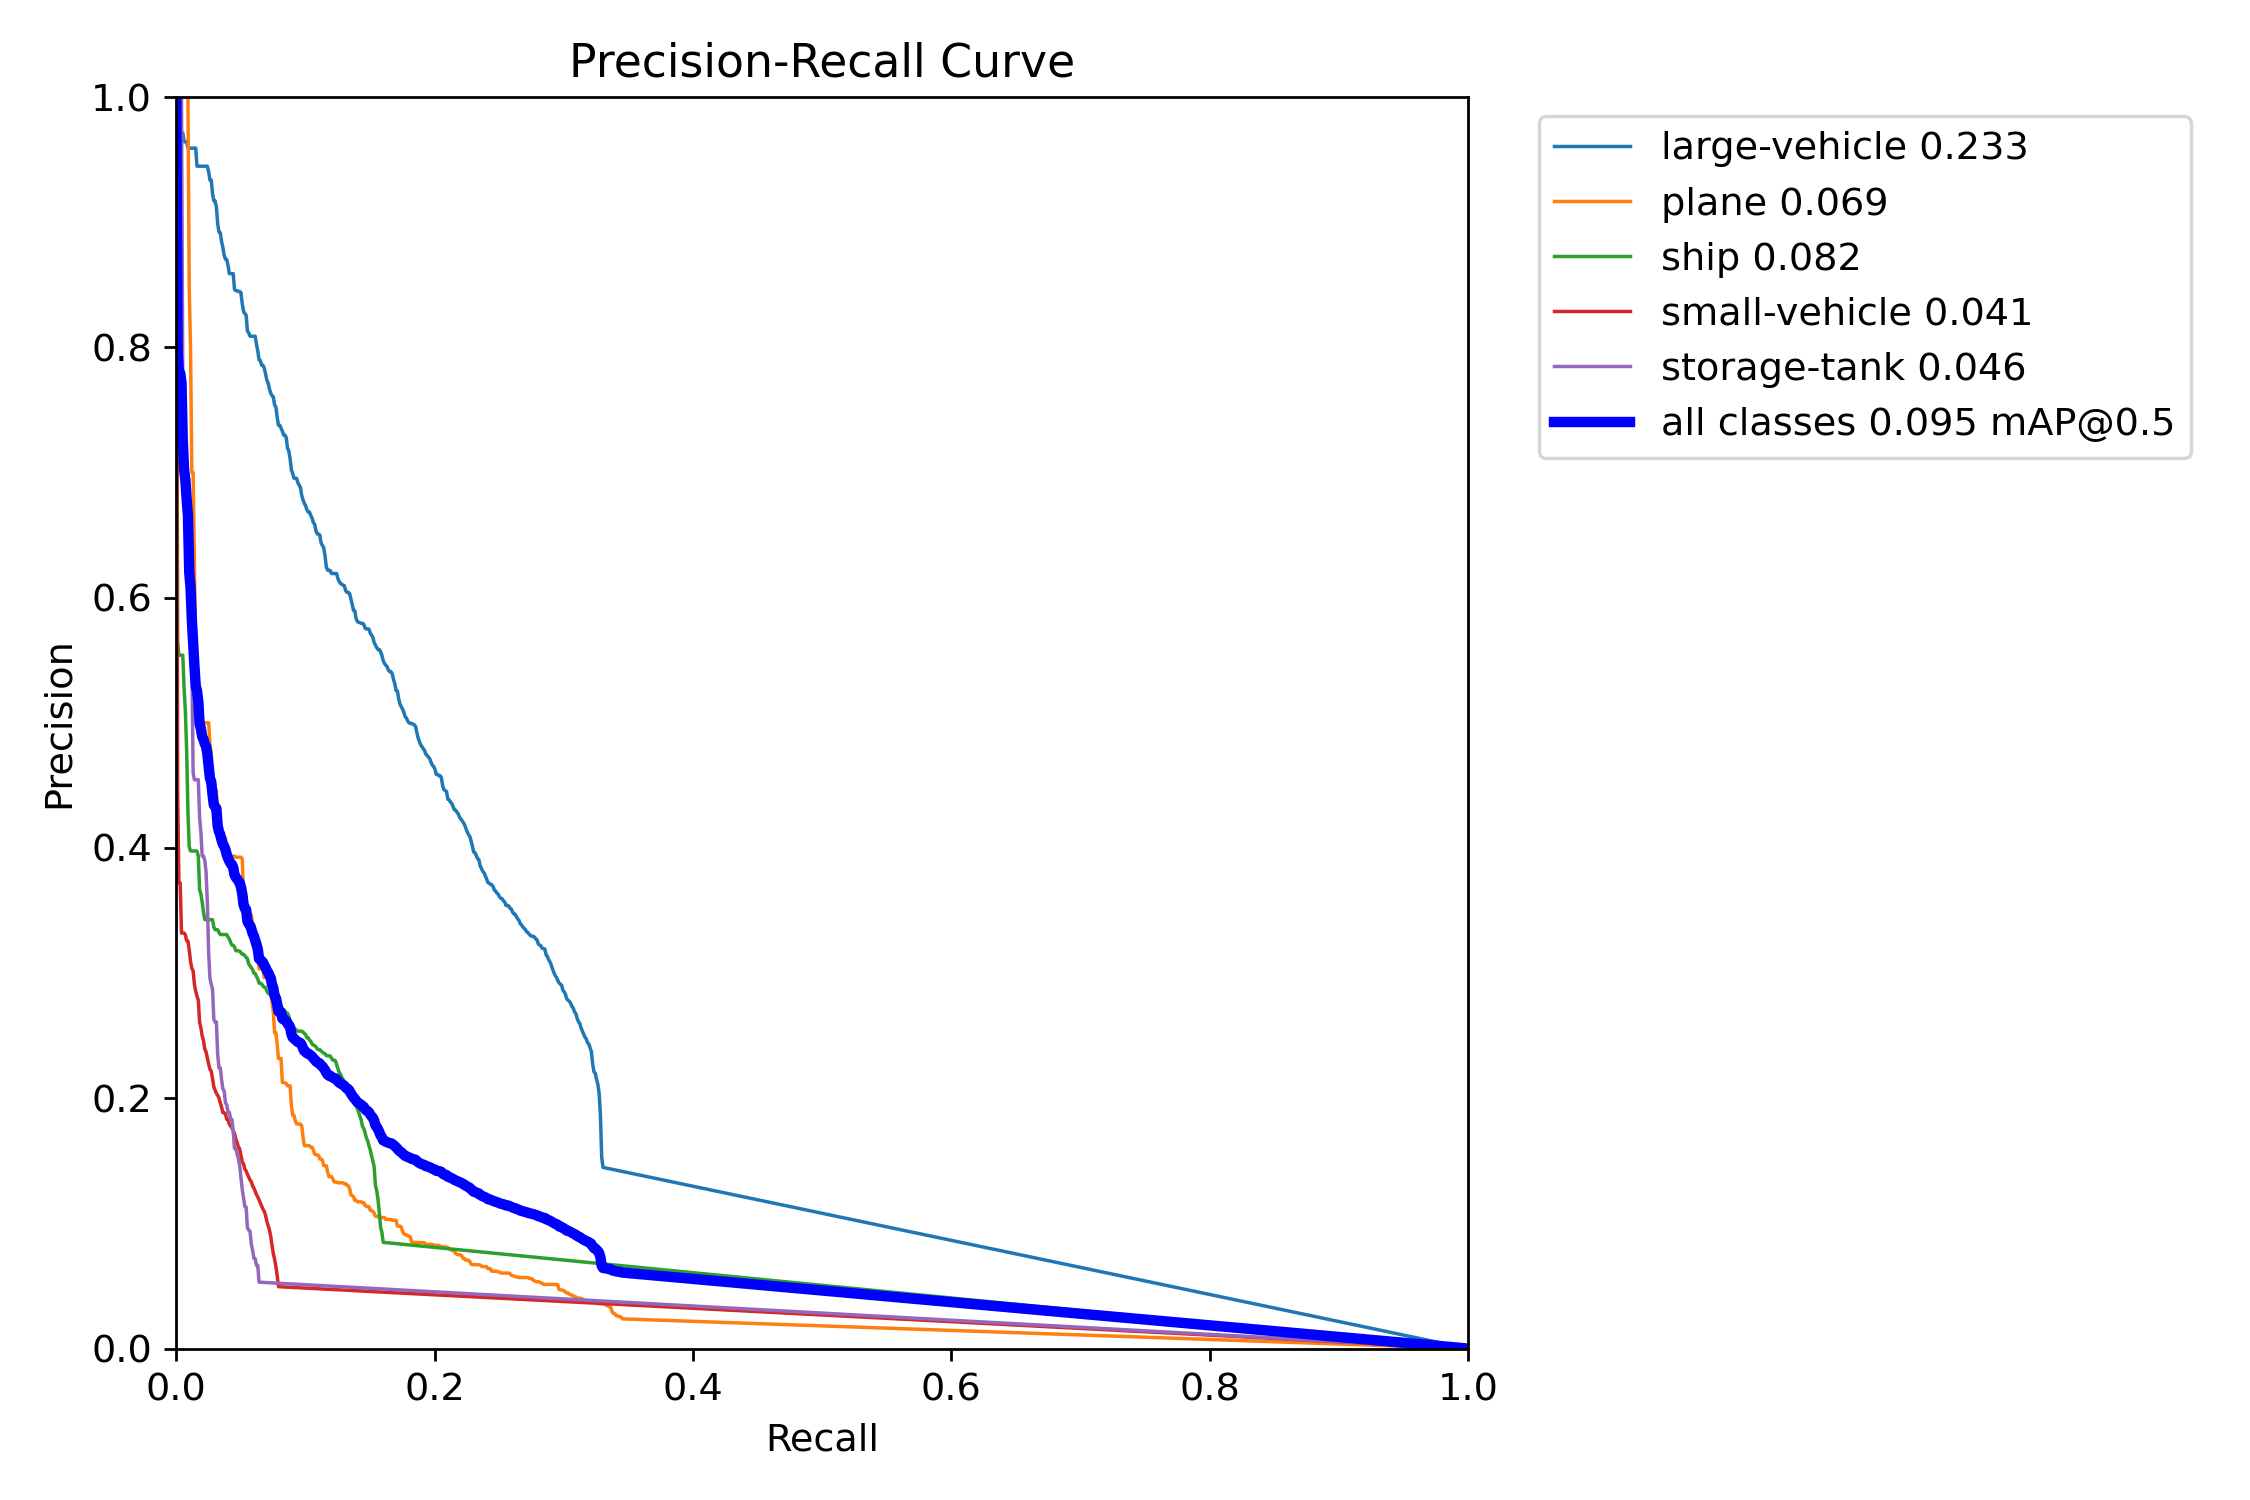 Precision-Recall Curve
1.0
0.8
0.6
0.4
0.2
0.0
Precision
0.0 0.2 0.4 0.6 0.8 1.0
Recall
large-vehicle 0.233
plane 0.069
ship 0.082
small-vehicle 0.041
storage-tank 0.046
all classes 0.095 mAP@0.5